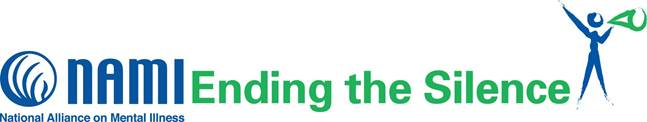 NAMI Ending the Silence
National Alliance on Mental Illness